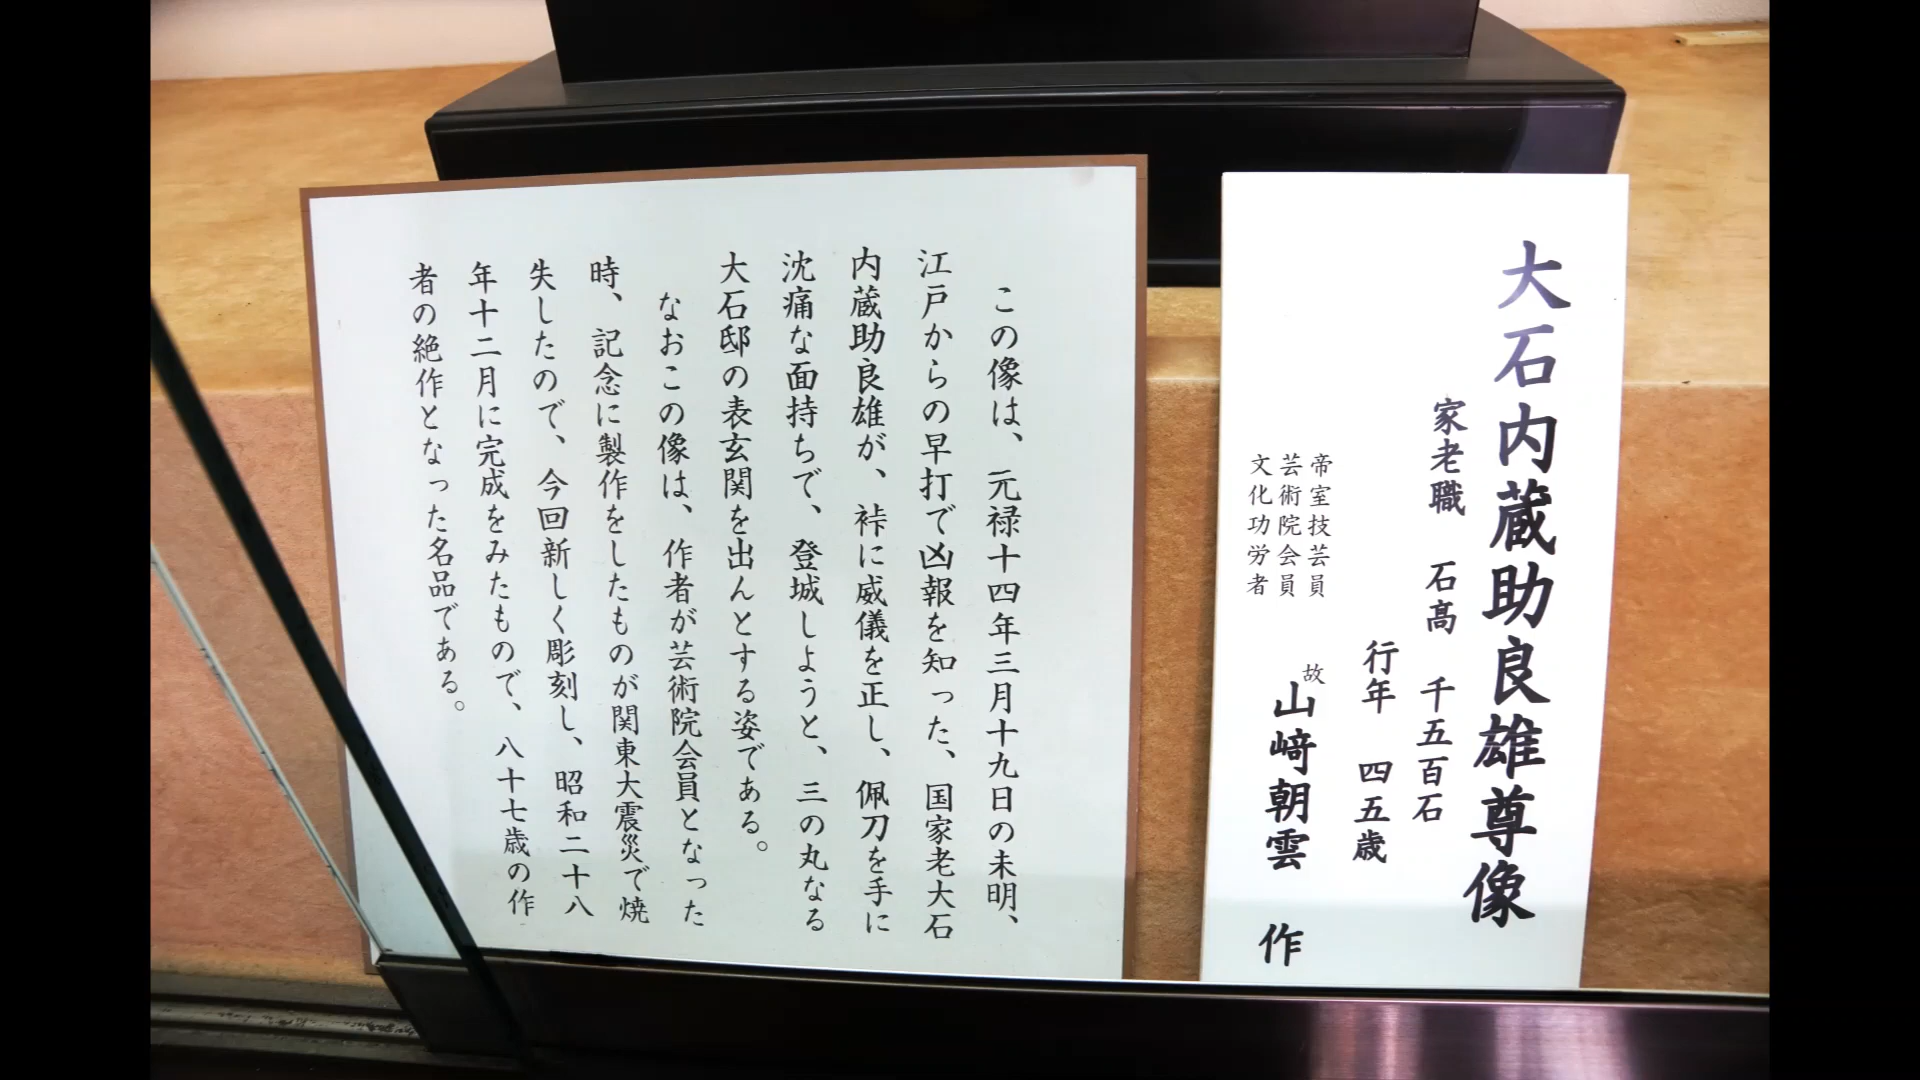 大石内蔵助良雄尊像
家老職 石高 千五百石
行年 四五歳
帝室技芸員
芸術院会員
文化功労者
故 山﨑朝雲 作
この像は、元禄十四年三月十九日の未明、
江戸からの早打で凶報を知った、国家老大石
内蔵助良雄が、裃に威儀を正し、佩刀を手に
沈痛な面持ちで、登城しようと、三の丸なる
大石邸の表玄関を出んとする姿である。
なおこの像は、作者が芸術院会員となった
時、記念に製作をしたものが関東大震災で焼
失したので、今回新しく彫刻し、昭和二十八
年十二月に完成をみたもので、八十七歳の作
者の絶作となった名品である。